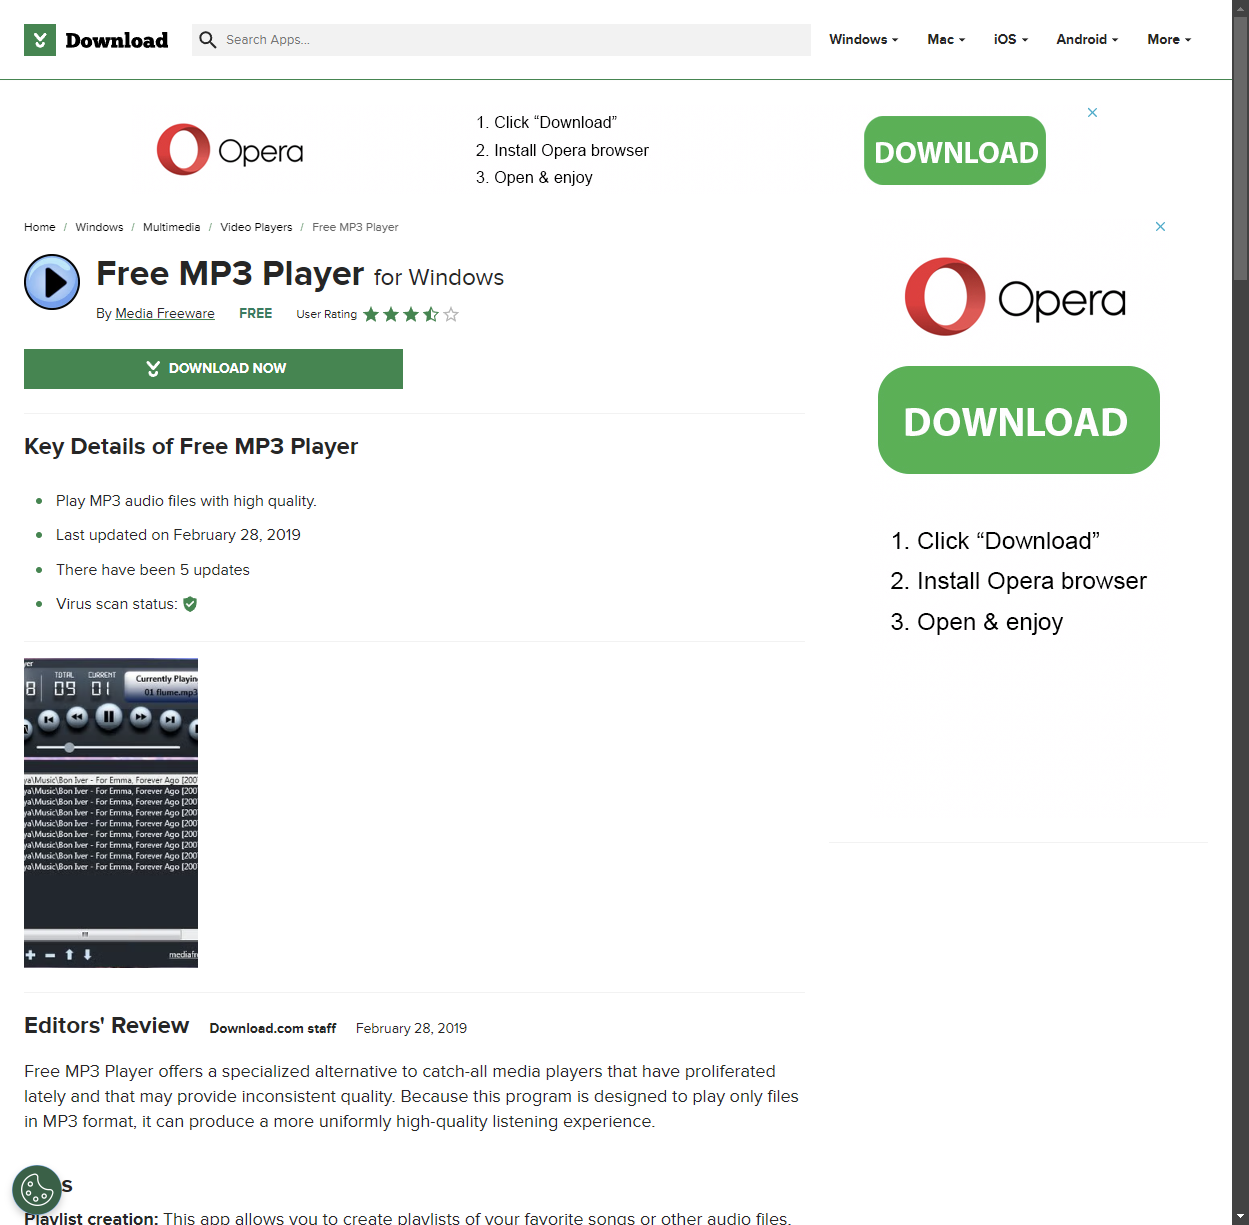 Download
Search Apps...
Windows
Mac
iOS
Android
More
Opera
1. Click “Download”
2. Install Opera browser
3. Open & enjoy
DOWNLOAD
Home / Windows / Multimedia / Video Players / Free MP3 Player
Free MP3 Player for Windows
By Media Freeware FREE User Rating
DOWNLOAD NOW
Opera
DOWNLOAD
1. Click “Download”
2. Install Opera browser
3. Open & enjoy
Key Details of Free MP3 Player
Play MP3 audio files with high quality.
Last updated on February 28, 2019
There have been 5 updates
Virus scan status:
TOTAL CURRENT
8 09 01
Currently Playin
01 flume.mp3
ya\Music\Bon Iver - For Emma, Forever Ago [200
ya\Music\Bon Iver - For Emma, Forever Ago [200
ya\Music\Bon Iver - For Emma, Forever Ago [200
ya\Music\Bon Iver - For Emma, Forever Ago [200
ya\Music\Bon Iver - For Emma, Forever Ago [200
ya\Music\Bon Iver - For Emma, Forever Ago [200
ya\Music\Bon Iver - For Emma, Forever Ago [200
ya\Music\Bon Iver - For Emma, Forever Ago [200
ya\Music\Bon Iver - For Emma, Forever Ago [200
mediafr
Editors' Review Download.com staff February 28, 2019
Free MP3 Player offers a specialized alternative to catch-all media players that have proliferated
lately and that may provide inconsistent quality. Because this program is designed to play only files
in MP3 format, it can produce a more uniformly high-quality listening experience.
s
Playlist creation: This app allows you to create playlists of your favorite songs or other audio files.